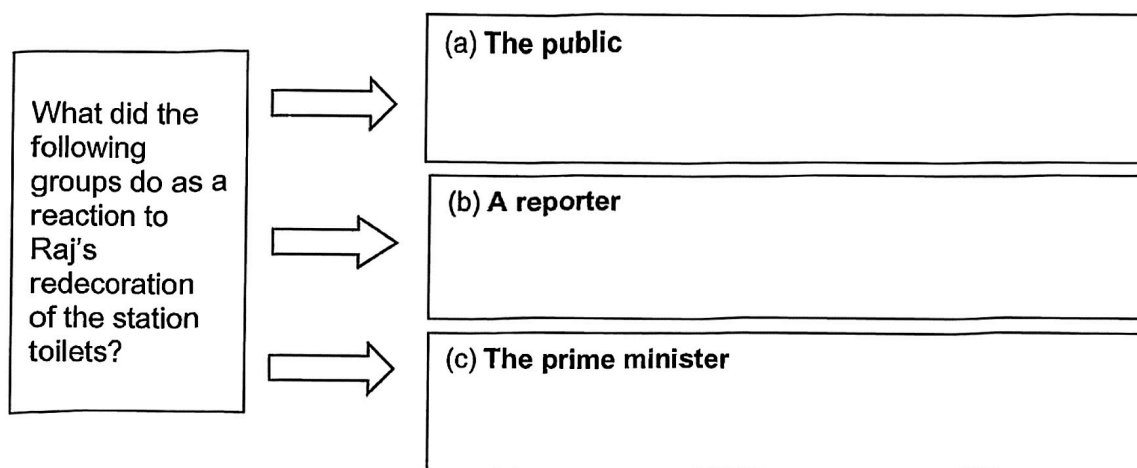 What did the
following
groups do as a
reaction to
Raj's
redecoration
of the station
toilets?
(a) The public
(b) A reporter
(c) The prime minister